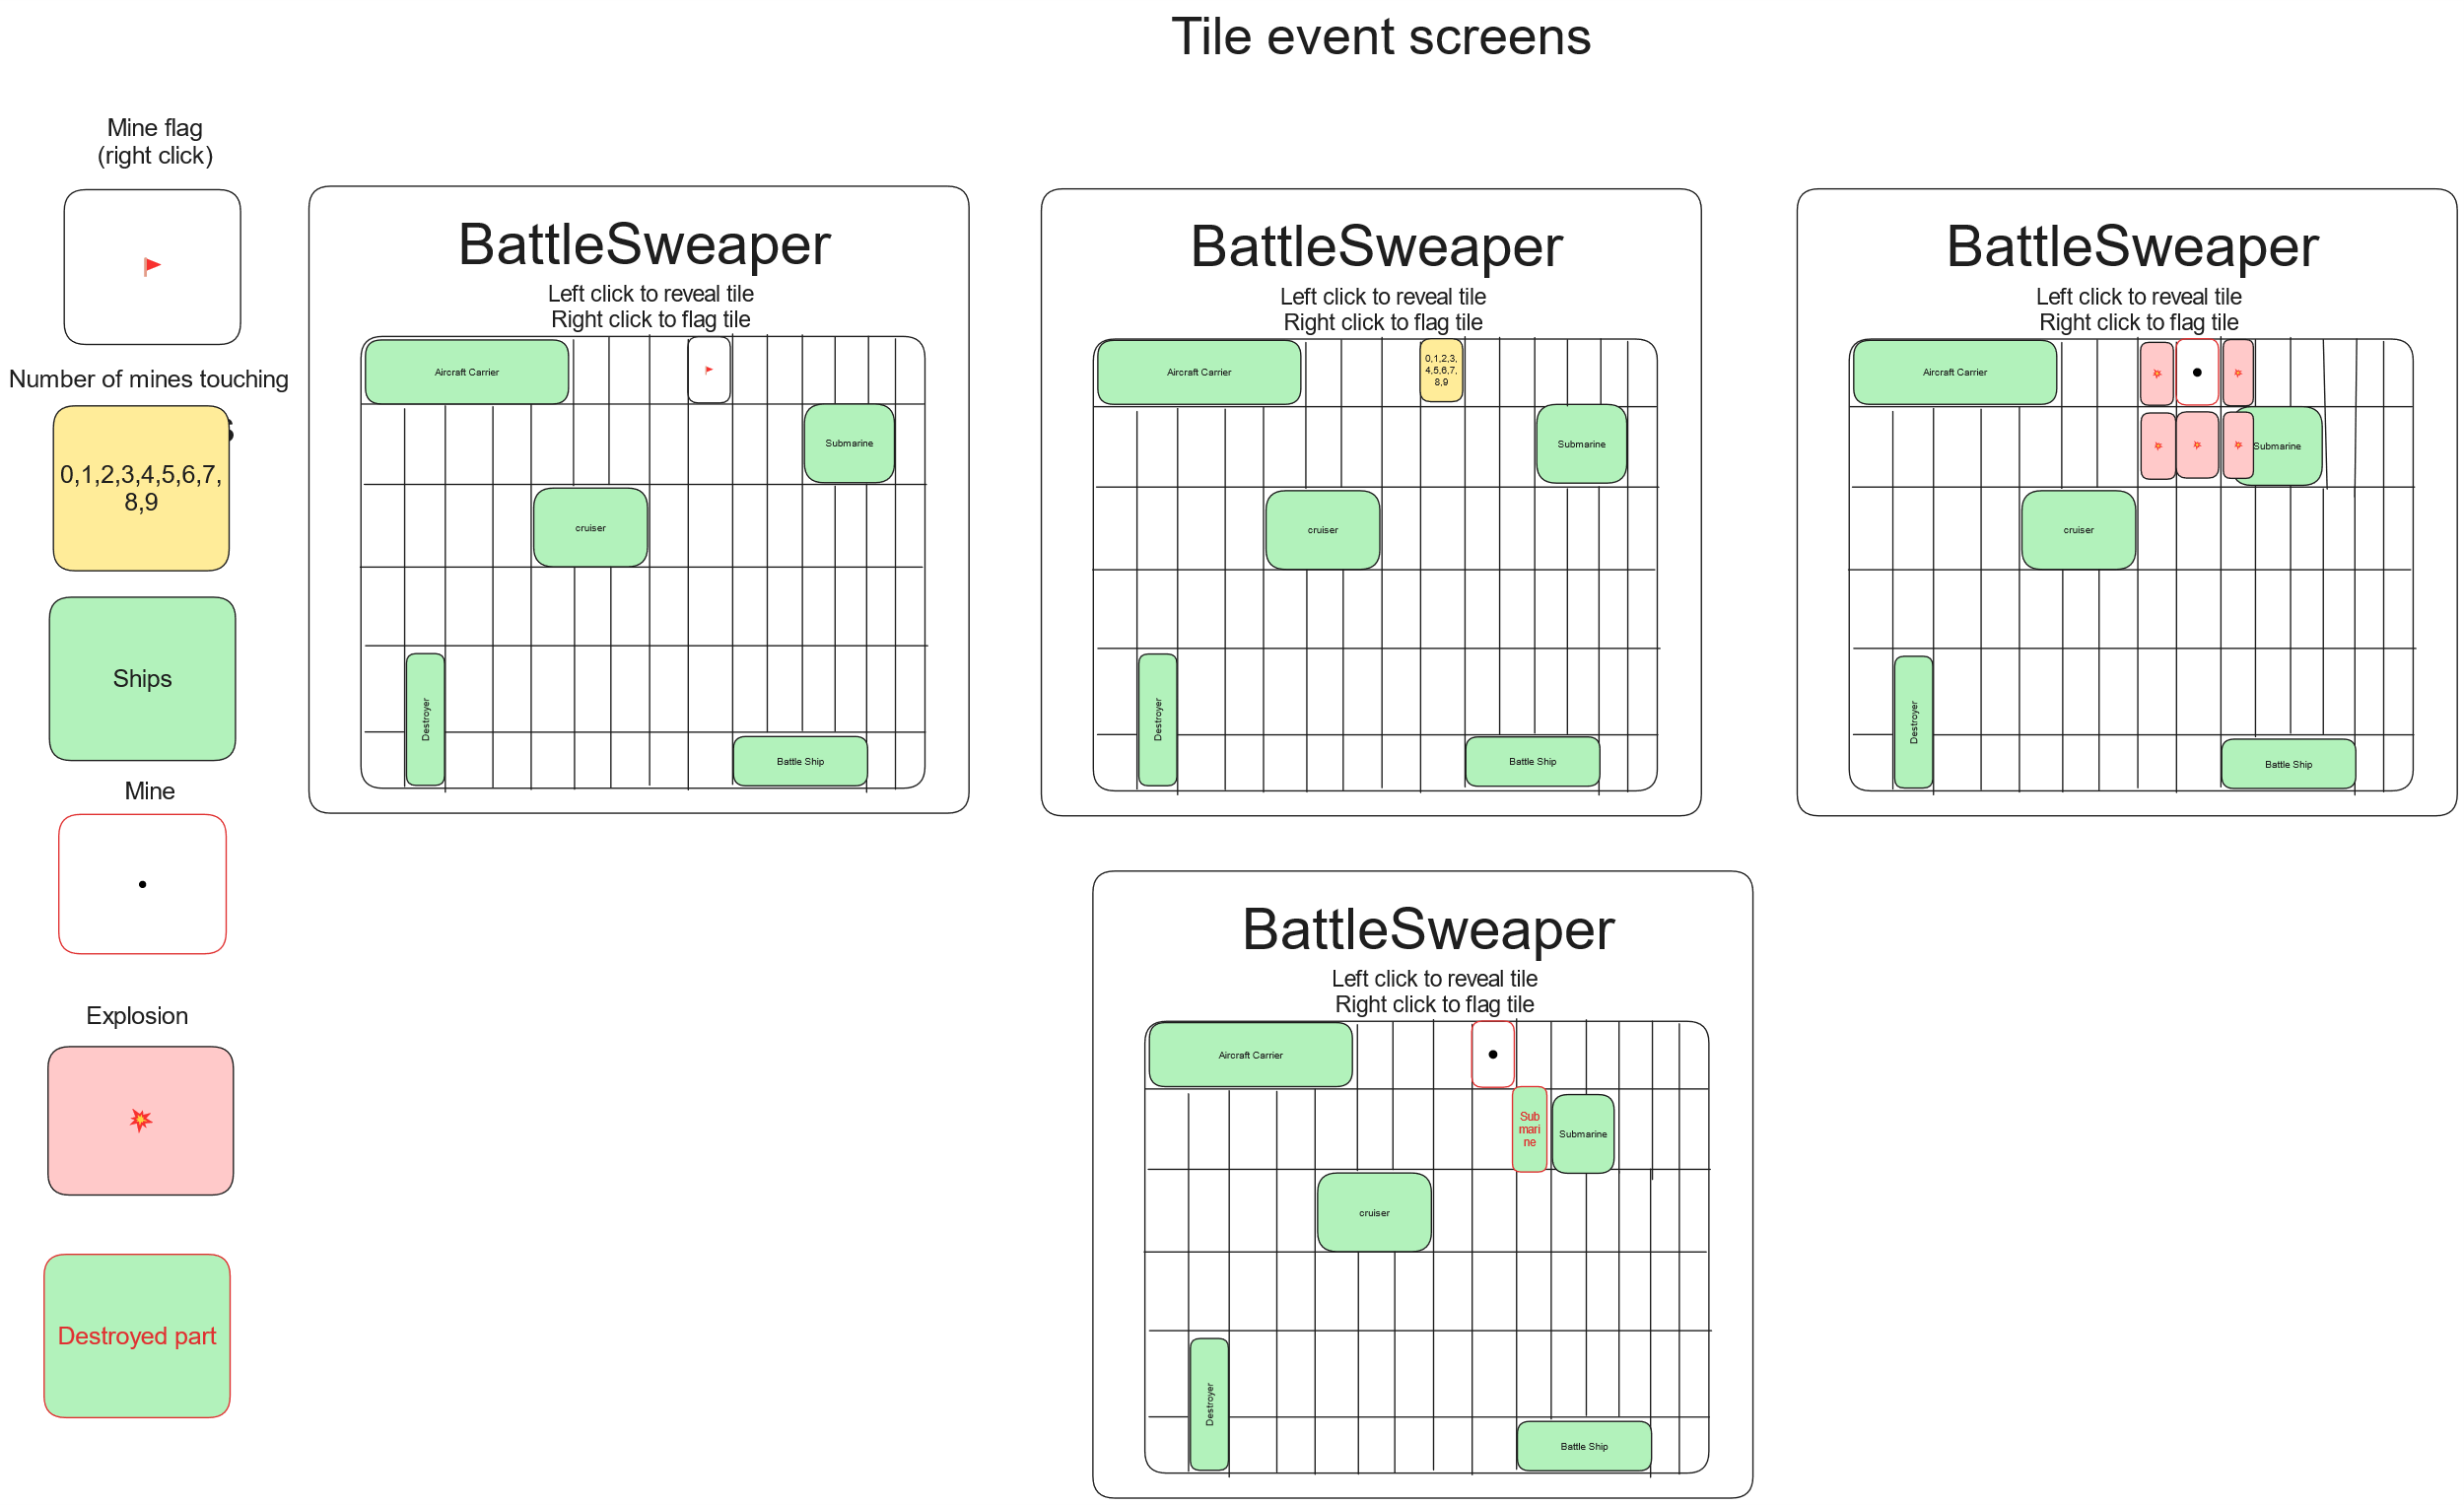 Tile event screens
Mine flag
(right click)
Number of mines touching
0,1,2,3,4,5,6,7,
8,9
Ships
Mine
Explosion
Destroyed part
BattleSweaper
Left click to reveal tile
Right click to flag tile
Aircraft Carrier
Submarine
cruiser
Destroyer
Battle Ship
BattleSweaper
Left click to reveal tile
Right click to flag tile
Aircraft Carrier
0,1,2,3,
4,5,6,7,
8,9
Submarine
cruiser
Destroyer
Battle Ship
BattleSweaper
Left click to reveal tile
Right click to flag tile
Aircraft Carrier
Submarine
cruiser
Destroyer
Battle Ship
BattleSweaper
Left click to reveal tile
Right click to flag tile
Aircraft Carrier
Sub
mari
ne
Submarine
cruiser
Destroyer
Battle Ship